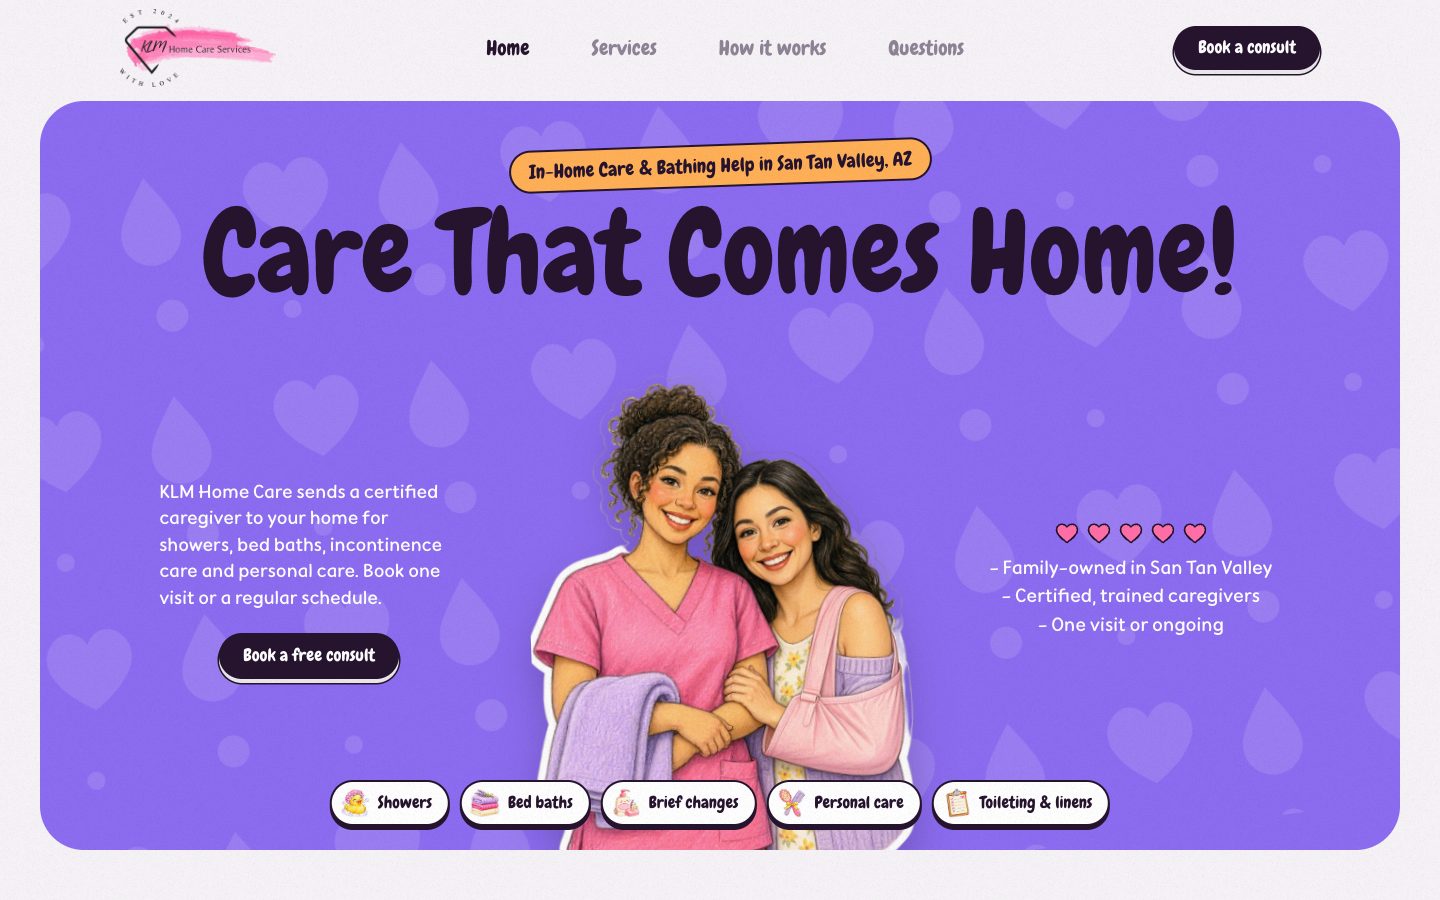 EST 2024
KLM Home Care Services
WITH LOVE
Home
Services
How it works
Questions
Book a consult
In-Home Care & Bathing Help in San Tan Valley, AZ
Care That Comes Home!
KLM Home Care sends a certified
caregiver to your home for
showers, bed baths, incontinence
care and personal care. Book one
visit or a regular schedule.
Book a free consult
- Family-owned in San Tan Valley
- Certified, trained caregivers
- One visit or ongoing
Showers
Bed baths
Brief changes
Personal care
Toileting & linens